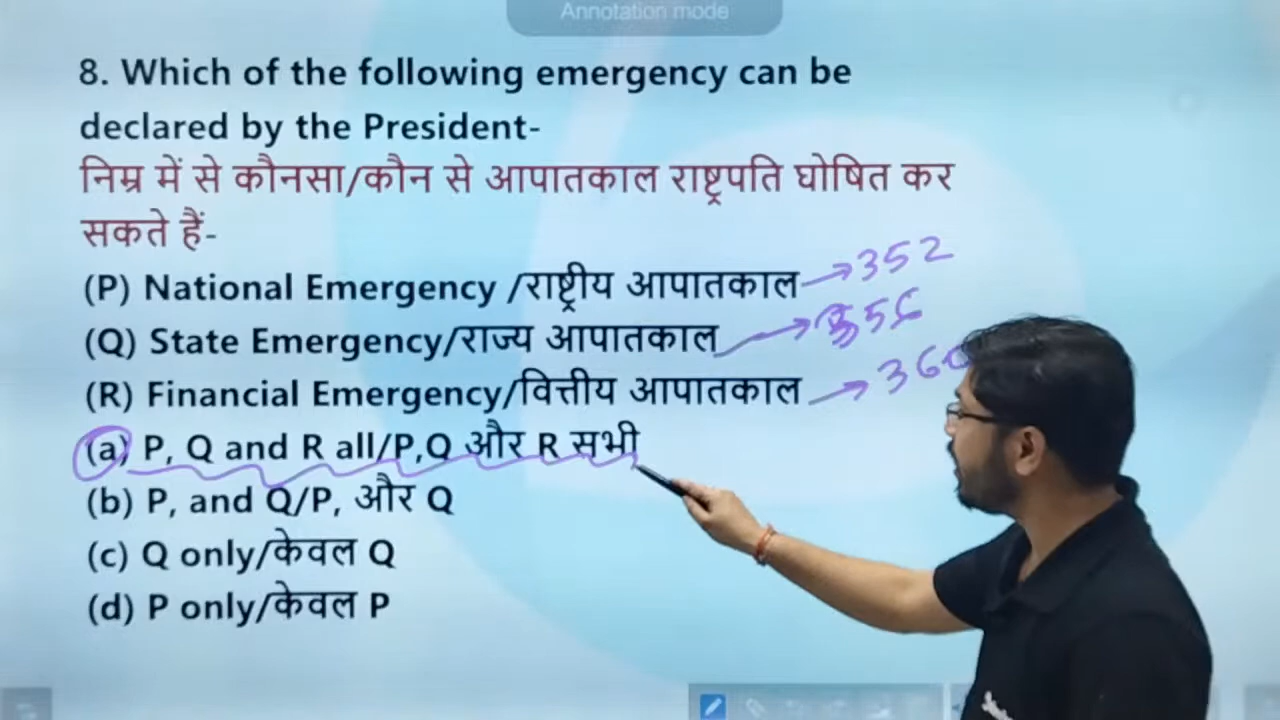 Annotation mode
8. Which of the following emergency can be
declared by the President-
निम्र में से कौनसा/कौन से आपातकाल राष्ट्रपति घोषित कर
सकते हैं-
(P) National Emergency /राष्ट्रीय आपातकाल → 352
(Q) State Emergency/राज्य आपातकाल → 356
(R) Financial Emergency/वित्तीय आपातकाल → 360
(a) P, Q and R all/P,Q और R सभी
(b) P, and Q/P, और Q
(c) Q only/केवल Q
(d) P only/केवल P